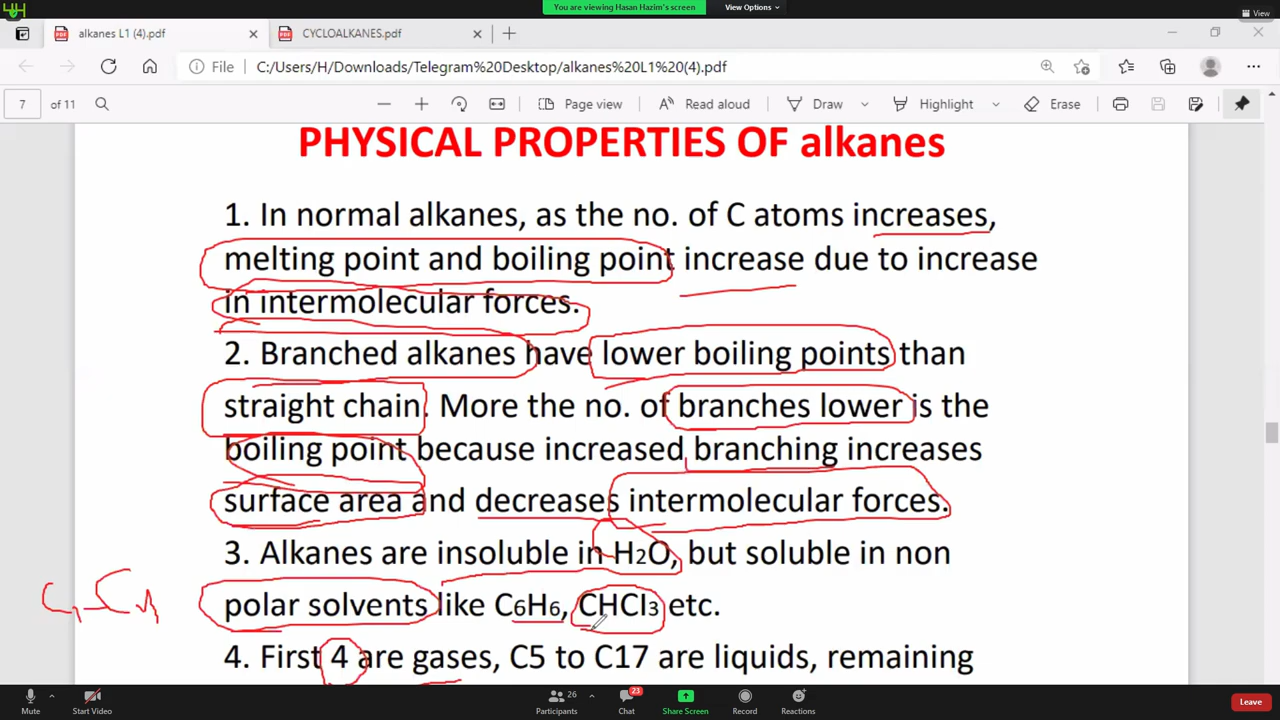 You are viewing Hasan Hazim's screen View Options
View
alkanes L1 (4).pdf CYCLOALKANES.pdf
File C:/Users/H/Downloads/Telegram%20Desktop/alkanes%20L1%20(4).pdf
7 of 11 Page view Read aloud Draw Highlight Erase
PHYSICAL PROPERTIES OF alkanes
1. In normal alkanes, as the no. of C atoms increases,
melting point and boiling point increase due to increase
in intermolecular forces.
2. Branched alkanes have lower boiling points than
straight chain. More the no. of branches lower is the
boiling point because increased branching increases
surface area and decreases intermolecular forces.
3. Alkanes are insoluble in H2O, but soluble in non
polar solvents like C6H6, CHCl3 etc.
4. First 4 are gases, C5 to C17 are liquids, remaining
Mute Start Video Participants 26 Chat 23 Share Screen Record Reactions Leave